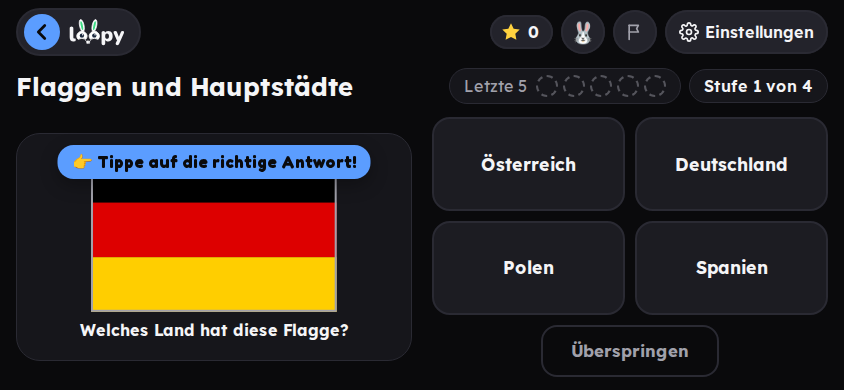 loopy
0
Einstellungen
Flaggen und Hauptstädte
Letzte 5
Stufe 1 von 4
Tippe auf die richtige Antwort!
Welches Land hat diese Flagge?
Österreich
Deutschland
Polen
Spanien
Überspringen